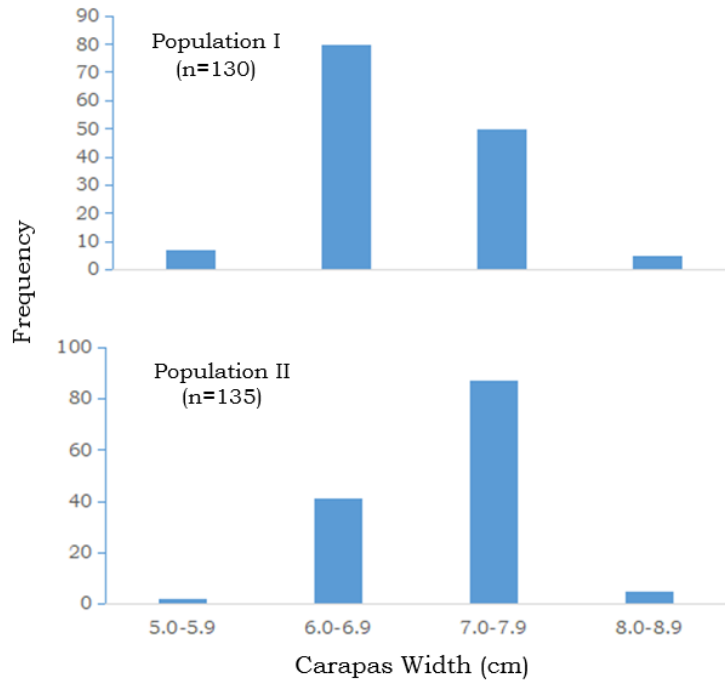 90
80
70
60
50
40
30
20
10
0
Population I
(n=130)
Frequency
100
80
60
40
20
0
Population II
(n=135)
5.0-5.9 6.0-6.9 7.0-7.9 8.0-8.9
Carapas Width (cm)